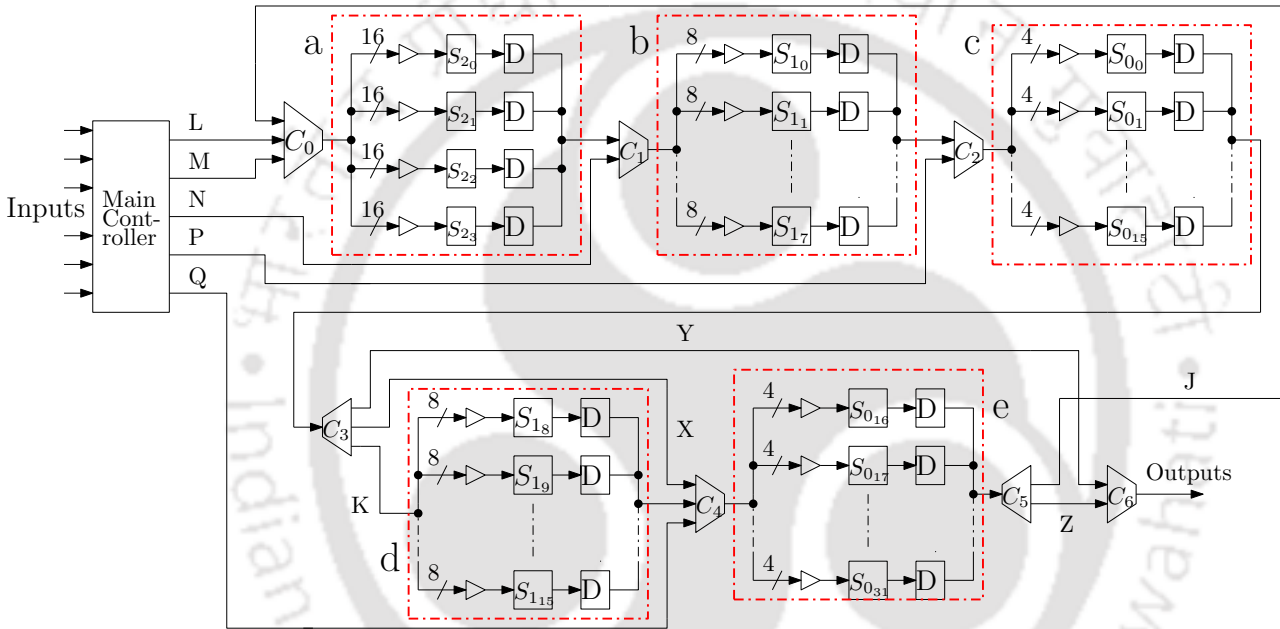 a
b
c
16
S₂₀
D
16
S₂₁
D
16
S₂₂
D
16
S₂₃
D
8
S₁₀
D
8
S₁₁
D
8
S₁₇
D
4
S₀₀
D
4
S₀₁
D
4
S₀₁₅
D
C₀
C₁
C₂
Inputs
Main
Cont-
roller
L
M
N
P
Q
Y
J
X
K
Z
C₃
d
8
S₁₈
D
8
S₁₉
D
8
S₁₁₅
D
C₄
e
4
S₀₁₆
D
4
S₀₁₇
D
4
S₀₃₁
D
C₅
C₆
Outputs
Indian
wahati